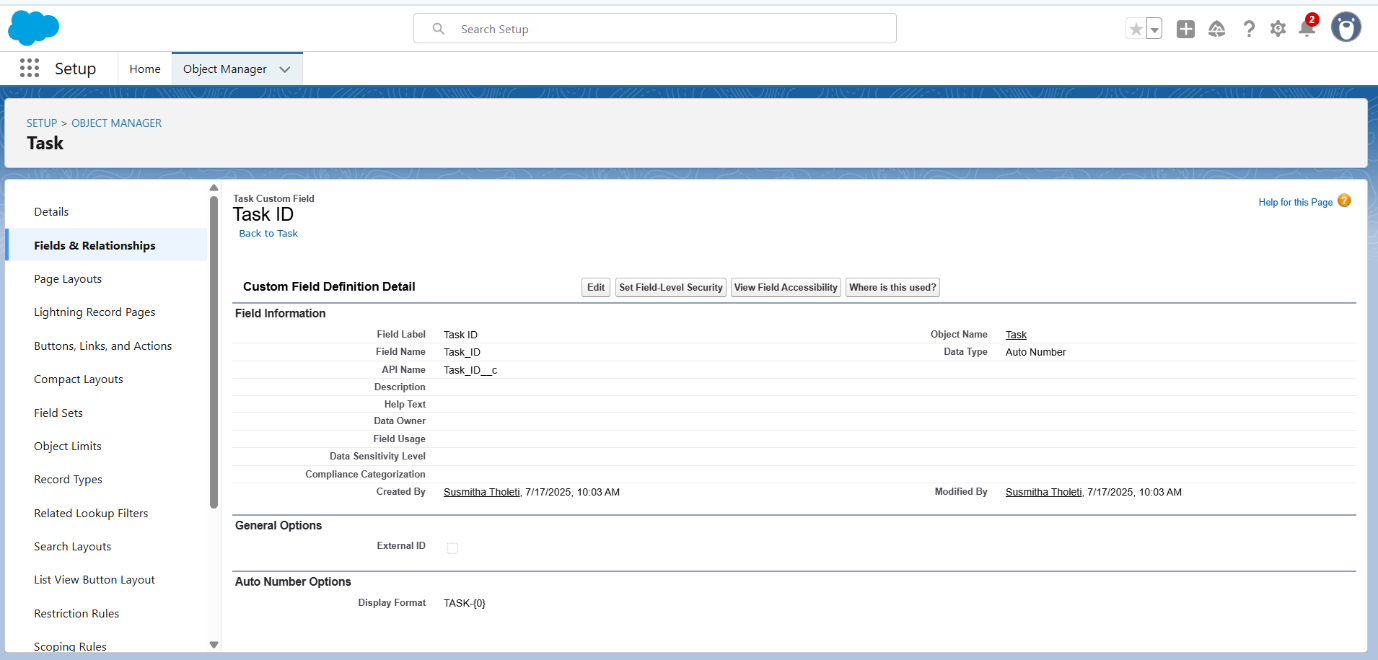 Search Setup
2
Setup
Home
Object Manager
SETUP > OBJECT MANAGER
Task
Details
Fields & Relationships
Page Layouts
Lightning Record Pages
Buttons, Links, and Actions
Compact Layouts
Field Sets
Object Limits
Record Types
Related Lookup Filters
Search Layouts
List View Button Layout
Restriction Rules
Scoping Rules
Task Custom Field
Task ID
Back to Task
Help for this Page ?
Custom Field Definition Detail
Edit
Set Field-Level Security
View Field Accessibility
Where is this used?
Field Information
Field Label Task ID Object Name Task
Field Name Task_ID Data Type Auto Number
API Name Task_ID__c
Description
Help Text
Data Owner
Field Usage
Data Sensitivity Level
Compliance Categorization
Created By Susmitha Tholeti, 7/17/2025, 10:03 AM Modified By Susmitha Tholeti, 7/17/2025, 10:03 AM
General Options
External ID
Auto Number Options
Display Format TASK-{0}